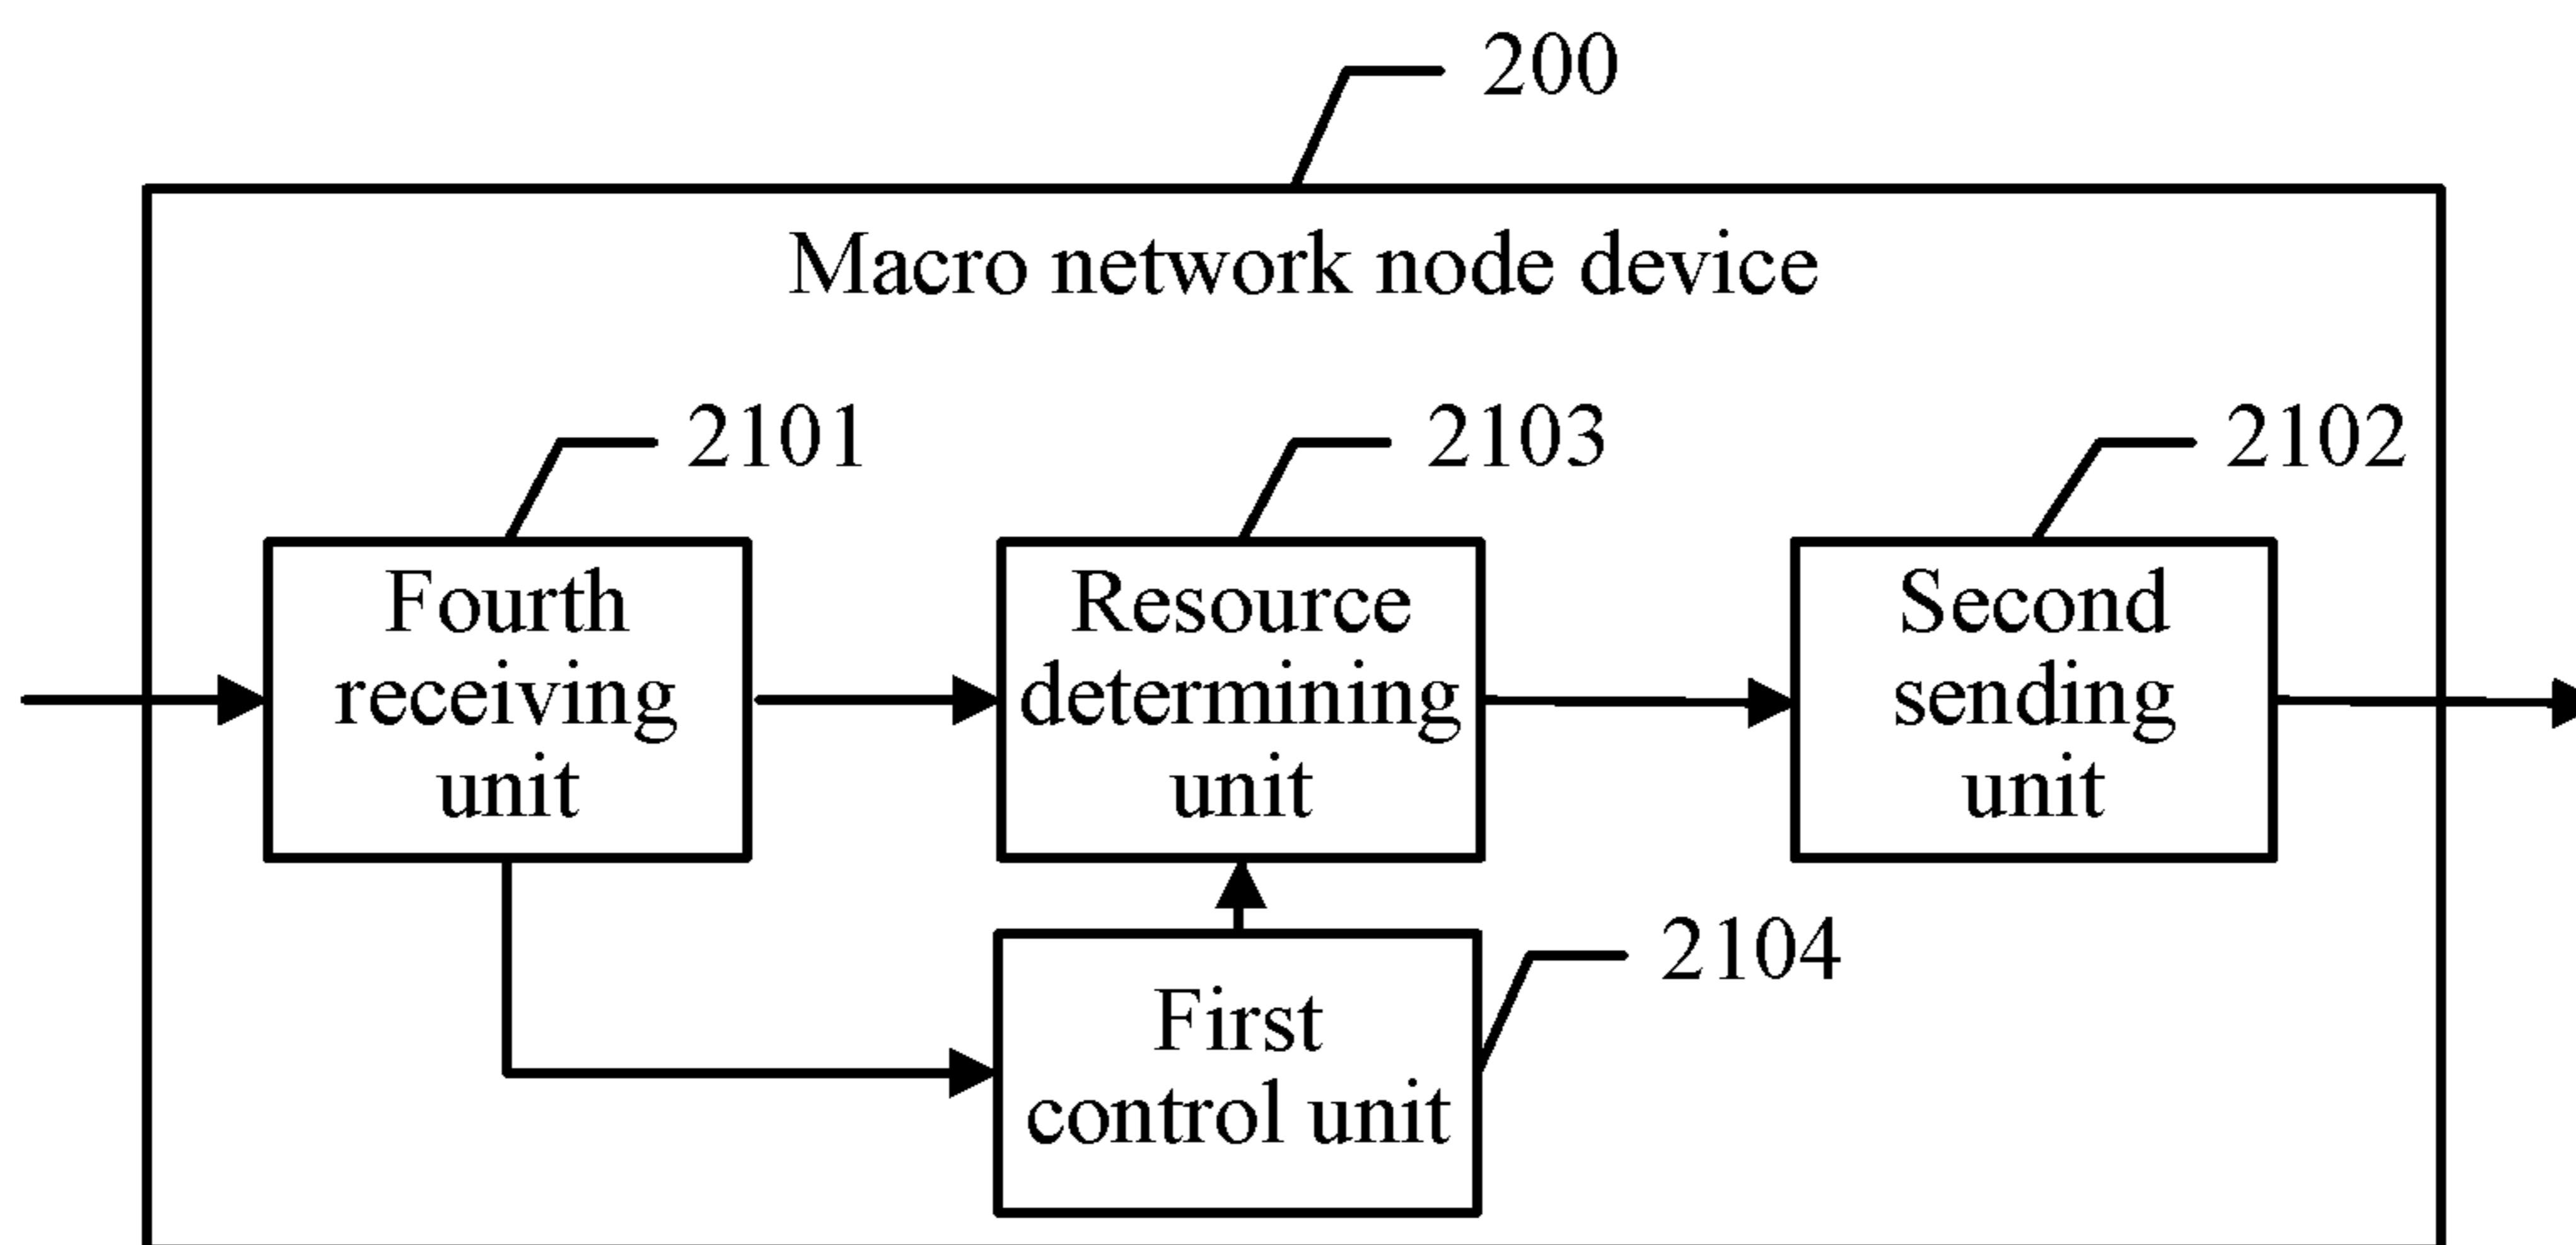 200
Macro network node device
2101
2103
2102
Fourth
receiving
unit
Resource
determining
unit
Second
sending
unit
2104
First
control unit